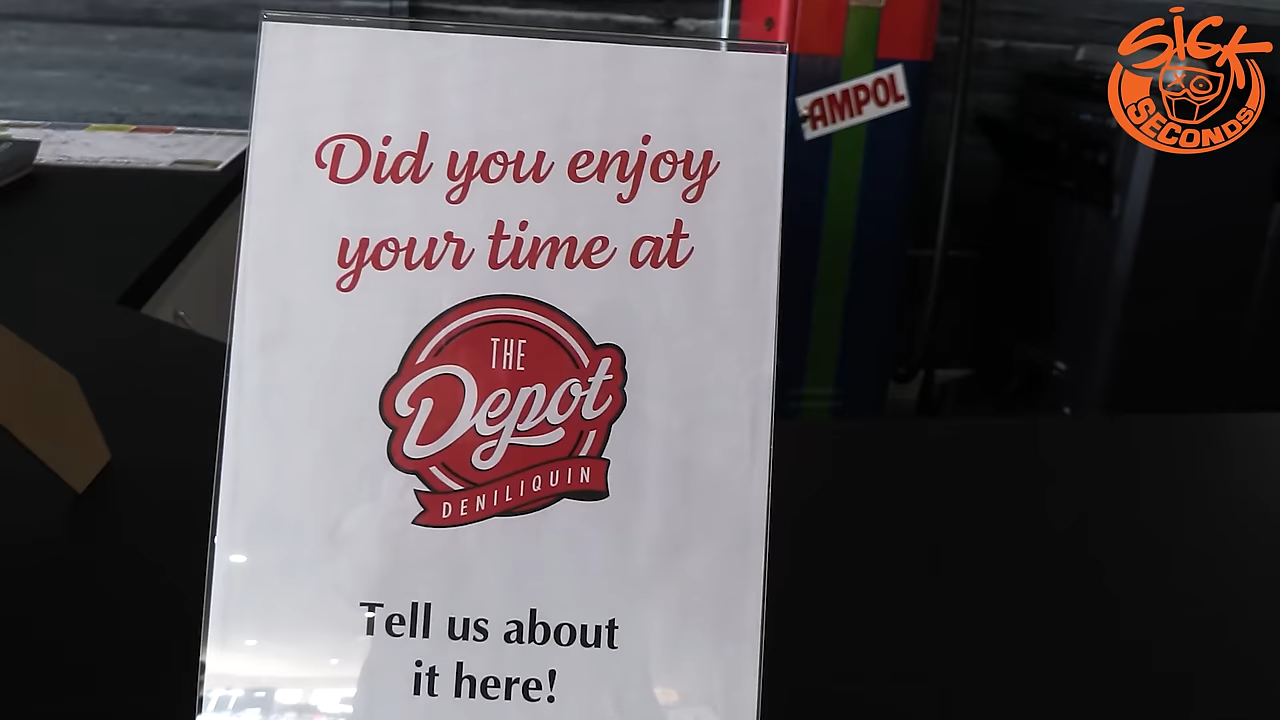 SICK
SECONDS
AMPOL
Did you enjoy
your time at
THE
Depot
DENILIQUIN
Tell us about
it here!